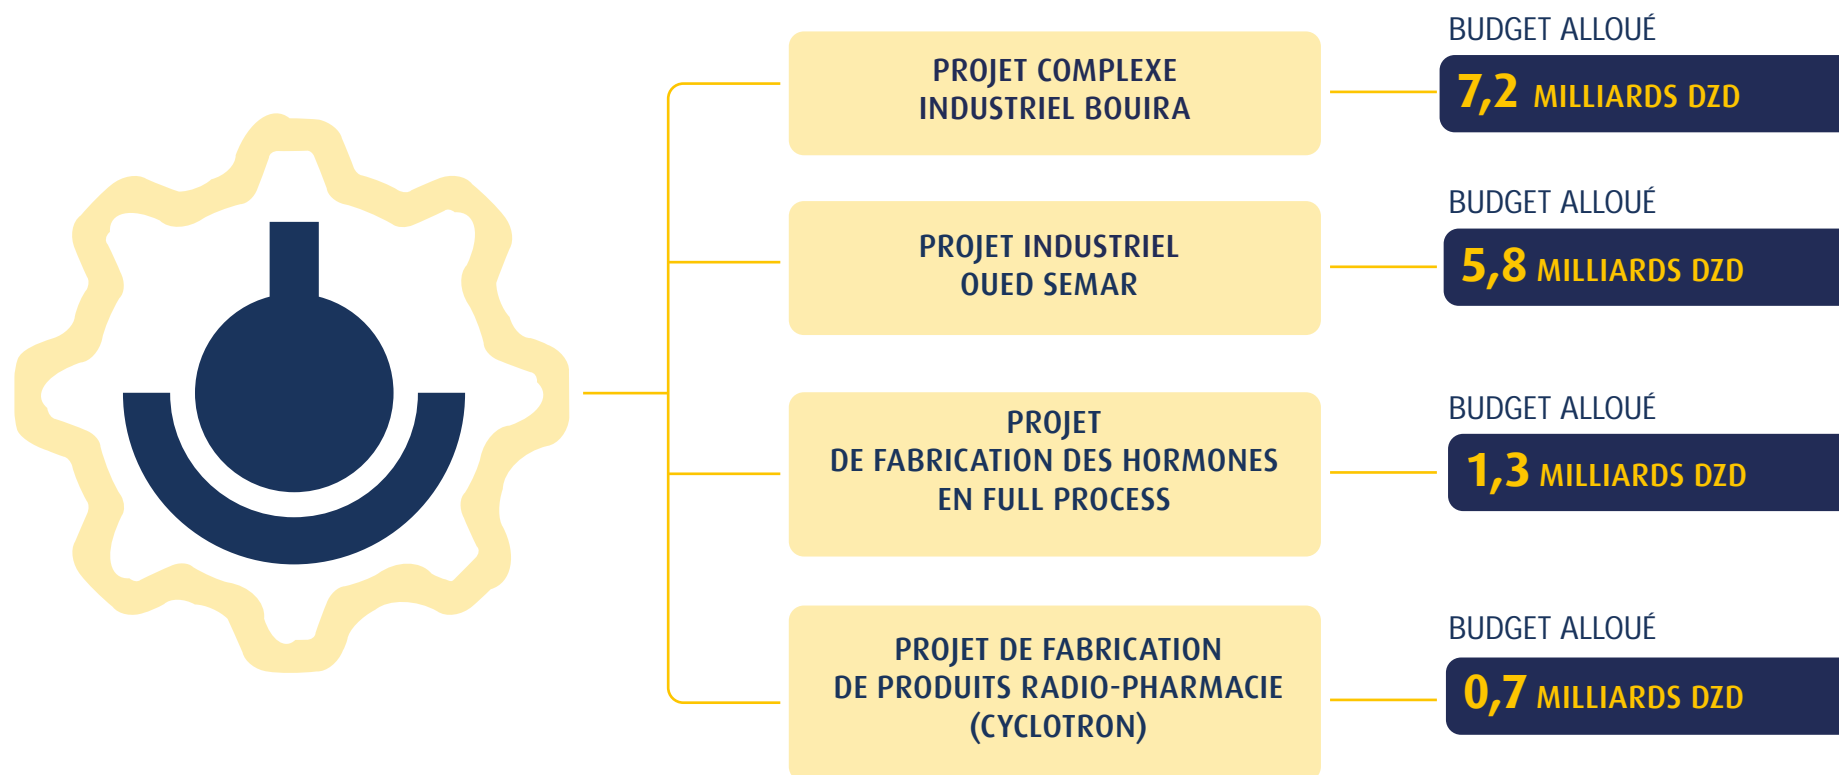 BUDGET ALLOUÉ
PROJET COMPLEXE
INDUSTRIEL BOUIRA
7,2 MILLIARDS DZD
BUDGET ALLOUÉ
PROJET INDUSTRIEL
OUED SEMAR
5,8 MILLIARDS DZD
BUDGET ALLOUÉ
PROJET
DE FABRICATION DES HORMONES
EN FULL PROCESS
1,3 MILLIARDS DZD
BUDGET ALLOUÉ
PROJET DE FABRICATION
DE PRODUITS RADIO-PHARMACIE
(CYCLOTRON)
0,7 MILLIARDS DZD